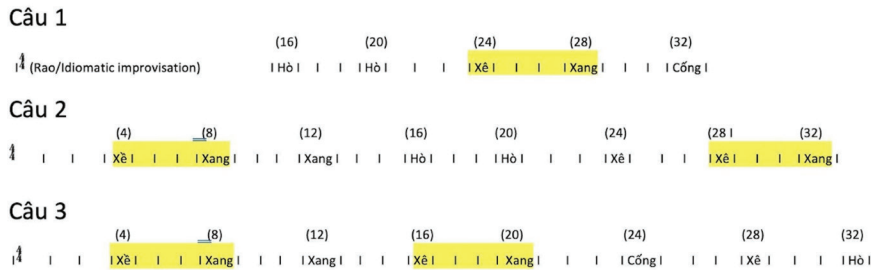 Câu 1
(16) (20) (24) (28) (32)
|4/4 (Rao/Idiomatic improvisation) | Hò | | | | Hò | | | | Xê | | | | Xang | | | | Cống |
Câu 2
(4) (8) (12) (16) (20) (24) (28 | (32)
4/4 | | | Xề | | | | Xang | | | | Xang | | | | Hò | | | | Hò | | | | Xê | | | | Xê | | | | Xang |
Câu 3
(4) (8) (12) (16) (20) (24) (28) (32)
|4/4 | | | Xề | | | | Xang | | | | Xang | | | | Xê | | | | Xang | | | | Cống | | | | Xê | | | | Hò |